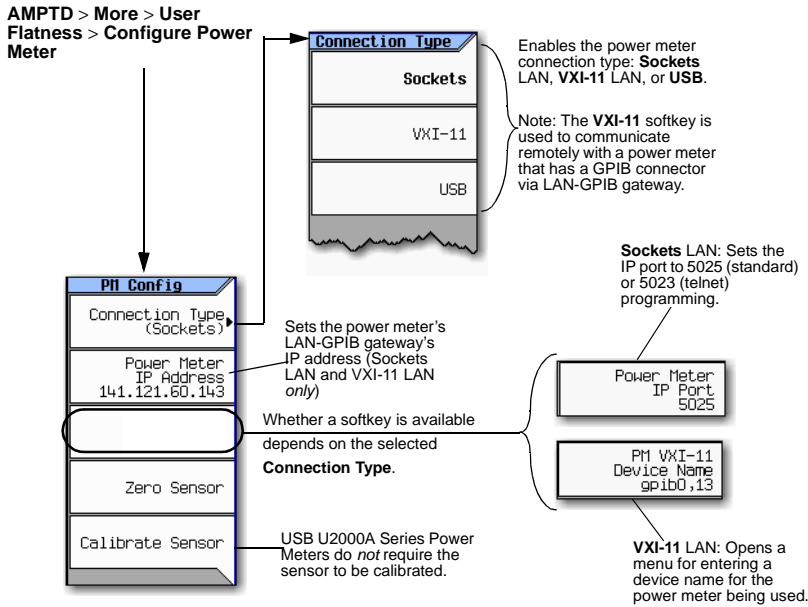 AMPTD > More > User
Flatness > Configure Power
Meter
Connection Type
Sockets
VXI-11
USB
Enables the power meter
connection type: Sockets
LAN, VXI-11 LAN, or USB.
Note: The VXI-11 softkey is
used to communicate
remotely with a power meter
that has a GPIB connector
via LAN-GPIB gateway.
PM Config
Connection Type
(Sockets)
Power Meter
IP Address
141.121.60.143
Zero Sensor
Calibrate Sensor
Sets the power meter's
LAN-GPIB gateway's
IP address (Sockets
LAN and VXI-11 LAN
only)
Whether a softkey is available
depends on the selected
Connection Type.
USB U2000A Series Power
Meters do not require the
sensor to be calibrated.
Sockets LAN: Sets the
IP port to 5025 (standard)
or 5023 (telnet)
programming.
Power Meter
IP Port
5025
PM VXI-11
Device Name
gpib0,13
VXI-11 LAN: Opens a
menu for entering a
device name for the
power meter being used.